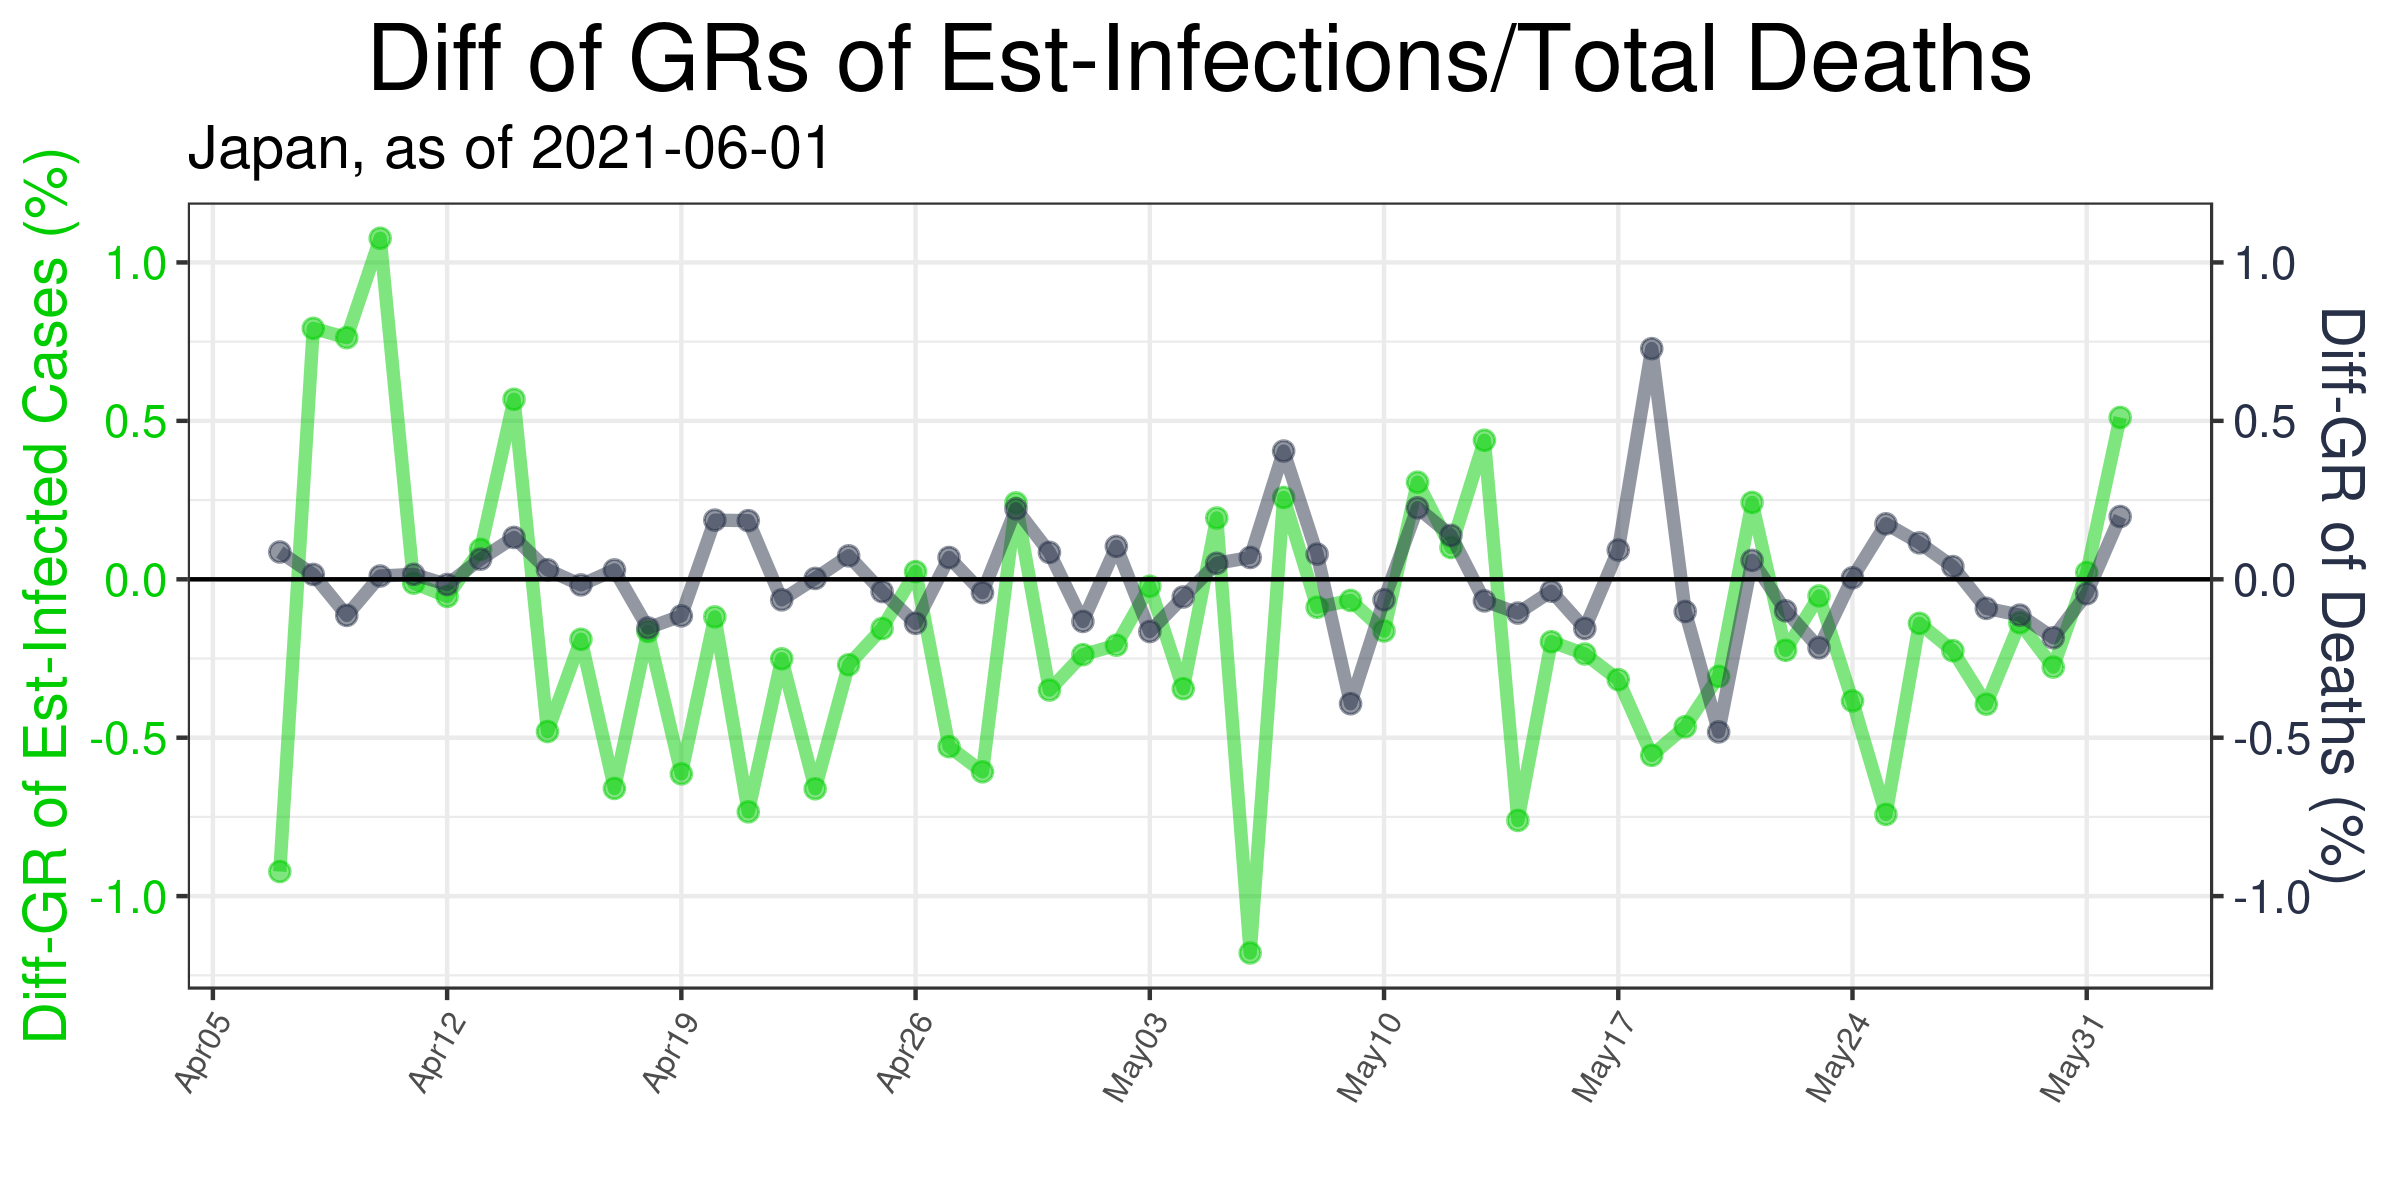 Diff of GRs of Est-Infections/Total Deaths
Japan, as of 2021-06-01
Diff-GR of Est-Infected Cases (%)
1.0
0.5
0.0
-0.5
-1.0
1.0
0.5
0.0
-0.5
-1.0
Diff-GR of Deaths (%)
Apr05
Apr12
Apr19
Apr26
May03
May10
May17
May24
May31